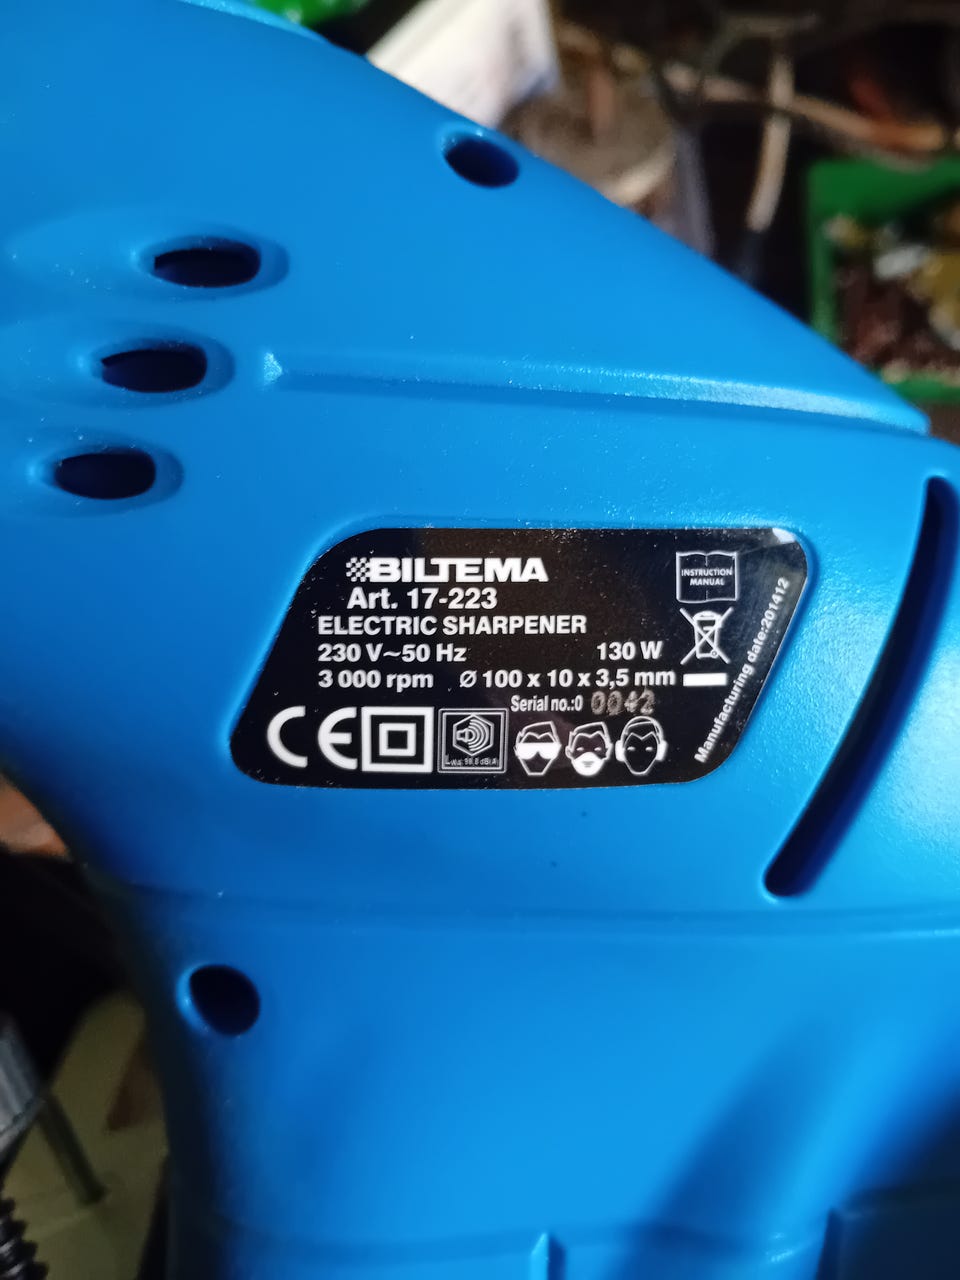 BILTEMA
Art. 17-223
ELECTRIC SHARPENER
230 V~50 Hz 130 W
3 000 rpm Ø 100 x 10 x 3,5 mm
Serial no.:0 0042
CE
INSTRUCTION
MANUAL
Manufacturing date:201412